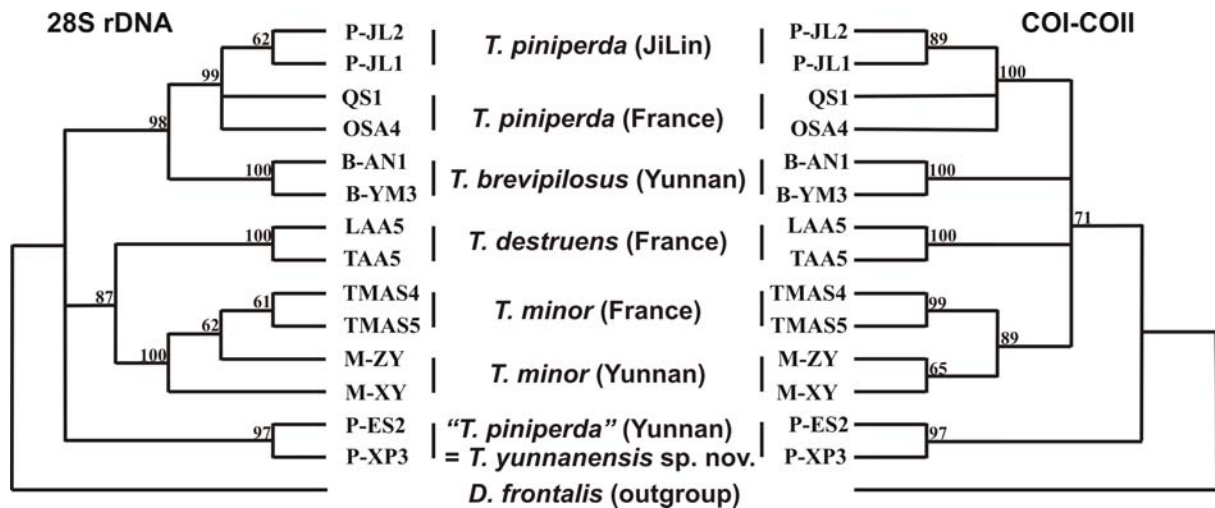 28S rDNA COI-COII
62 P-JL2 T. piniperda (JiLin) P-JL2 89
P-JL1 P-JL1
99 100
QS1 T. piniperda (France) QS1
OSA4 OSA4
98
100 B-AN1 T. brevipilosus (Yunnan) B-AN1 100
B-YM3 B-YM3
71
100 LAA5 T. destruens (France) LAA5 100
TAA5 TAA5
87
61 TMAS4 T. minor (France) TMAS4 99
TMAS5 TMAS5
62 89
100 M-ZY T. minor (Yunnan) M-ZY 65
M-XY M-XY
97 P-ES2 “T. piniperda” (Yunnan) P-ES2 97
P-XP3 = T. yunnanensis sp. nov. P-XP3
D. frontalis (outgroup)